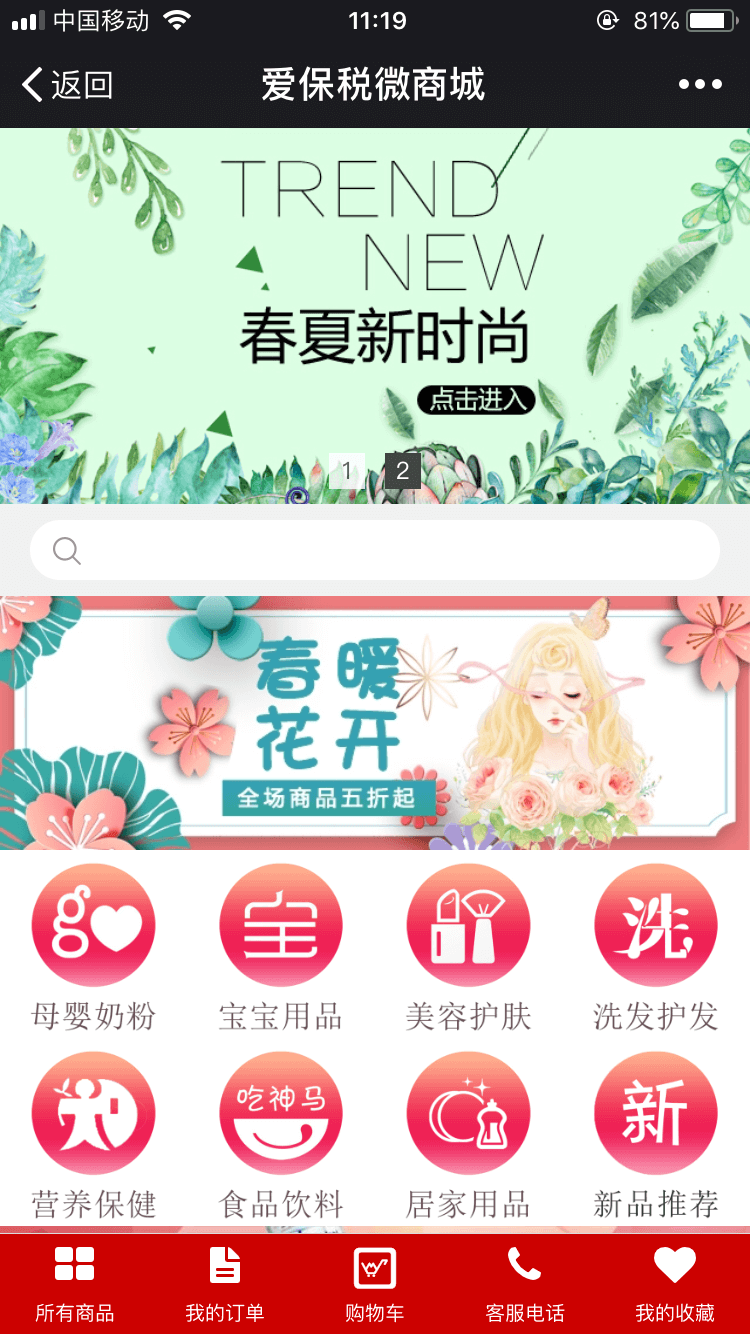 中国移动 11:19 81%
返回 爱保税微商城
TREND
NEW
春夏新时尚
点击进入
1 2
春暖
花开
全场商品五折起
母婴奶粉 宝宝用品 美容护肤 洗 洗发护发
吃神马 新
营养保健 食品饮料 居家用品 新品推荐
所有商品 我的订单 购物车 客服电话 我的收藏